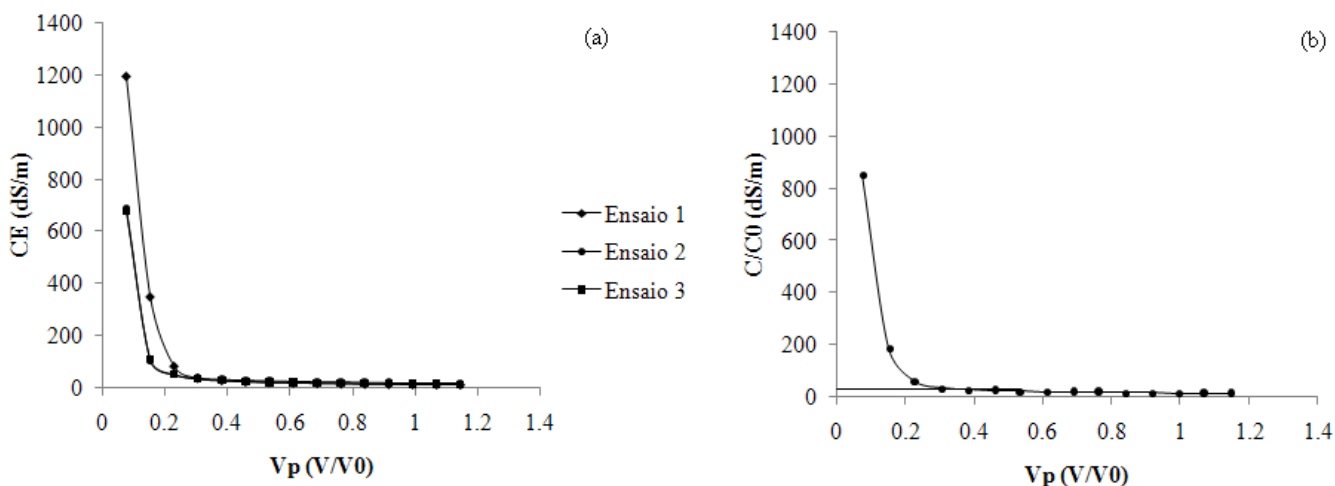 (a)
1400
1200
1000
800
600
400
200
0
CE (dS/m)
0 0.2 0.4 0.6 0.8 1 1.2 1.4
Vp (V/V0)
Ensaio 1
Ensaio 2
Ensaio 3
(b)
1400
1200
1000
800
600
400
200
0
C/C0 (dS/m)
0 0.2 0.4 0.6 0.8 1 1.2 1.4
Vp (V/V0)